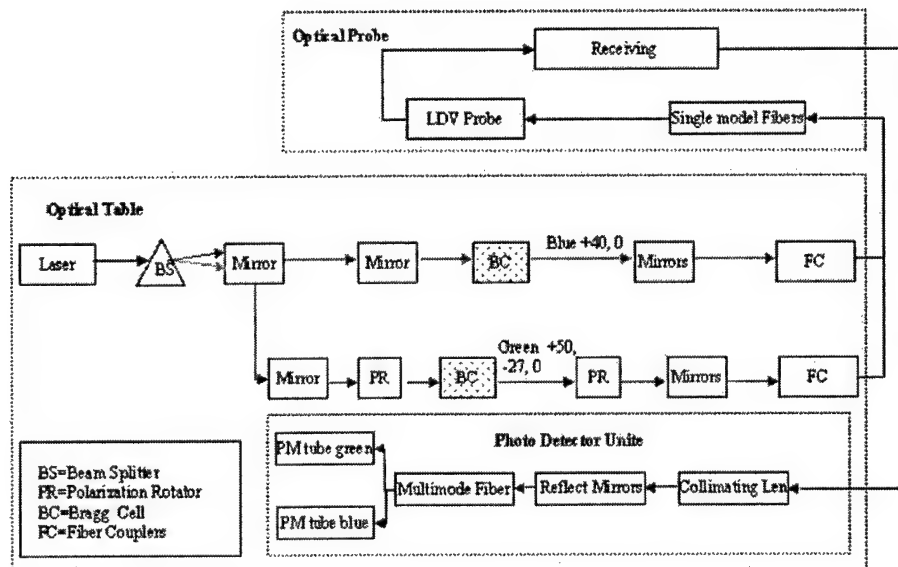 Optical Probe
Receiving
LDV Probe
Single model Fibers
Optical Table
Laser
BS
Mirror
Mirror
BC
Blue +40, 0
Mirrors
FC
Mirror
PR
BC
Green +50,
-27, 0
PR
Mirrors
FC
BS=Beam Splitter
PR=Polarization Rotator
BC=Bragg Cell
FC=Fiber Couplers
Photo Detector Unite
PM tube green
PM tube blue
Multimode Fiber
Reflect Mirrors
Collimating Len